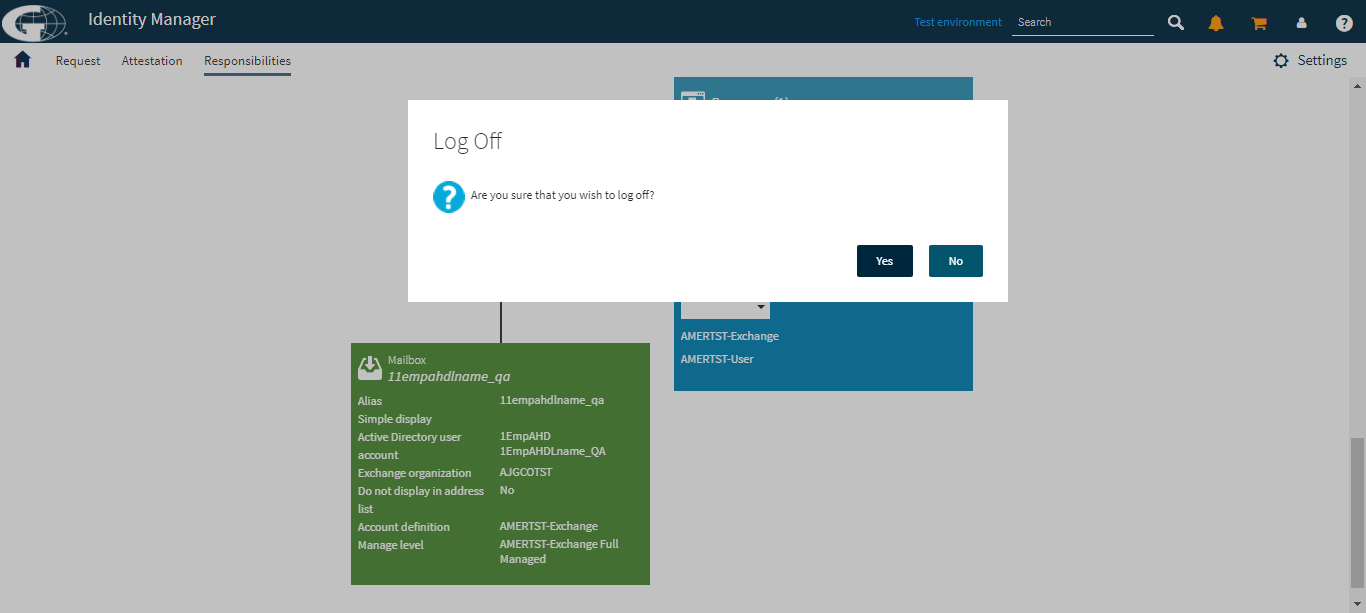 Identity Manager
Test environment
Search
Request
Attestation
Responsibilities
Settings
Log Off
Are you sure that you wish to log off?
Yes
No
AMERTST-Exchange
AMERTST-User
Mailbox
11empahdlname_qa
Alias 11empahdlname_qa
Simple display
Active Directory user 1EmpAHD
account 1EmpAHDLname_QA
Exchange organization AJGCOTST
Do not display in address No
list
Account definition AMERTST-Exchange
Manage level AMERTST-Exchange Full
Managed